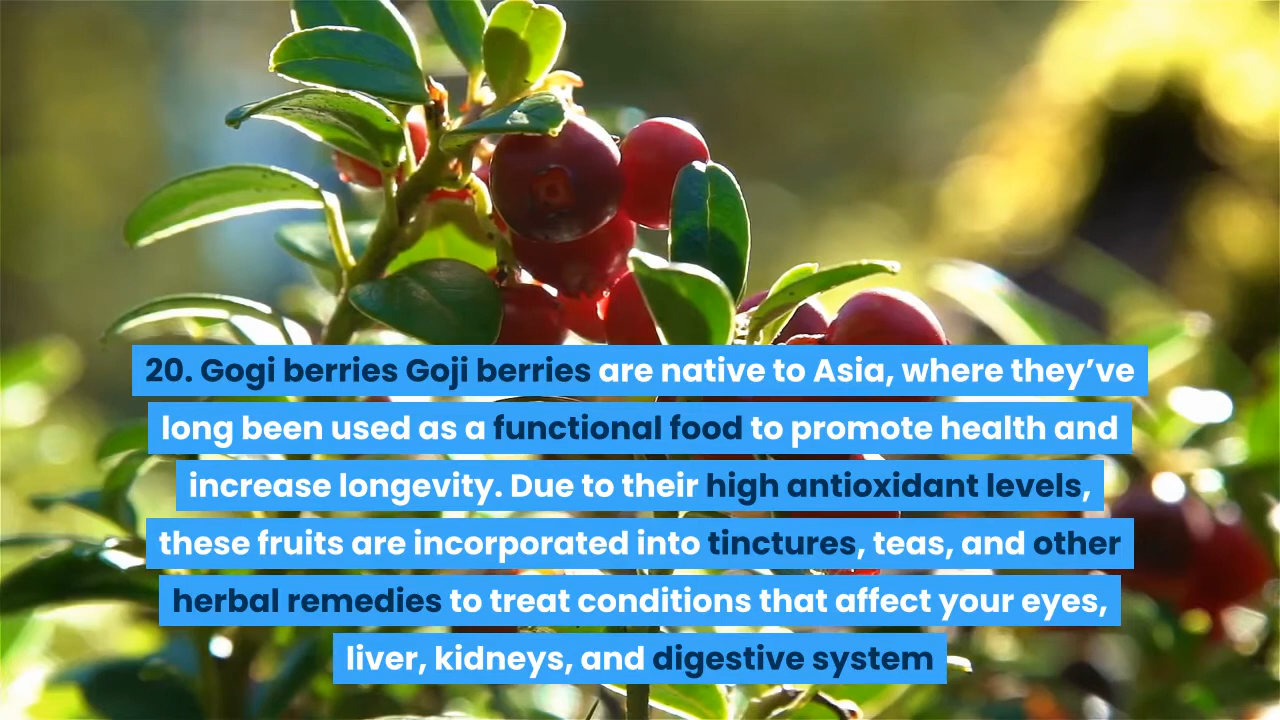 20. Gogi berries Goji berries are native to Asia, where they’ve
long been used as a functional food to promote health and
increase longevity. Due to their high antioxidant levels,
these fruits are incorporated into tinctures, teas, and other
herbal remedies to treat conditions that affect your eyes,
liver, kidneys, and digestive system